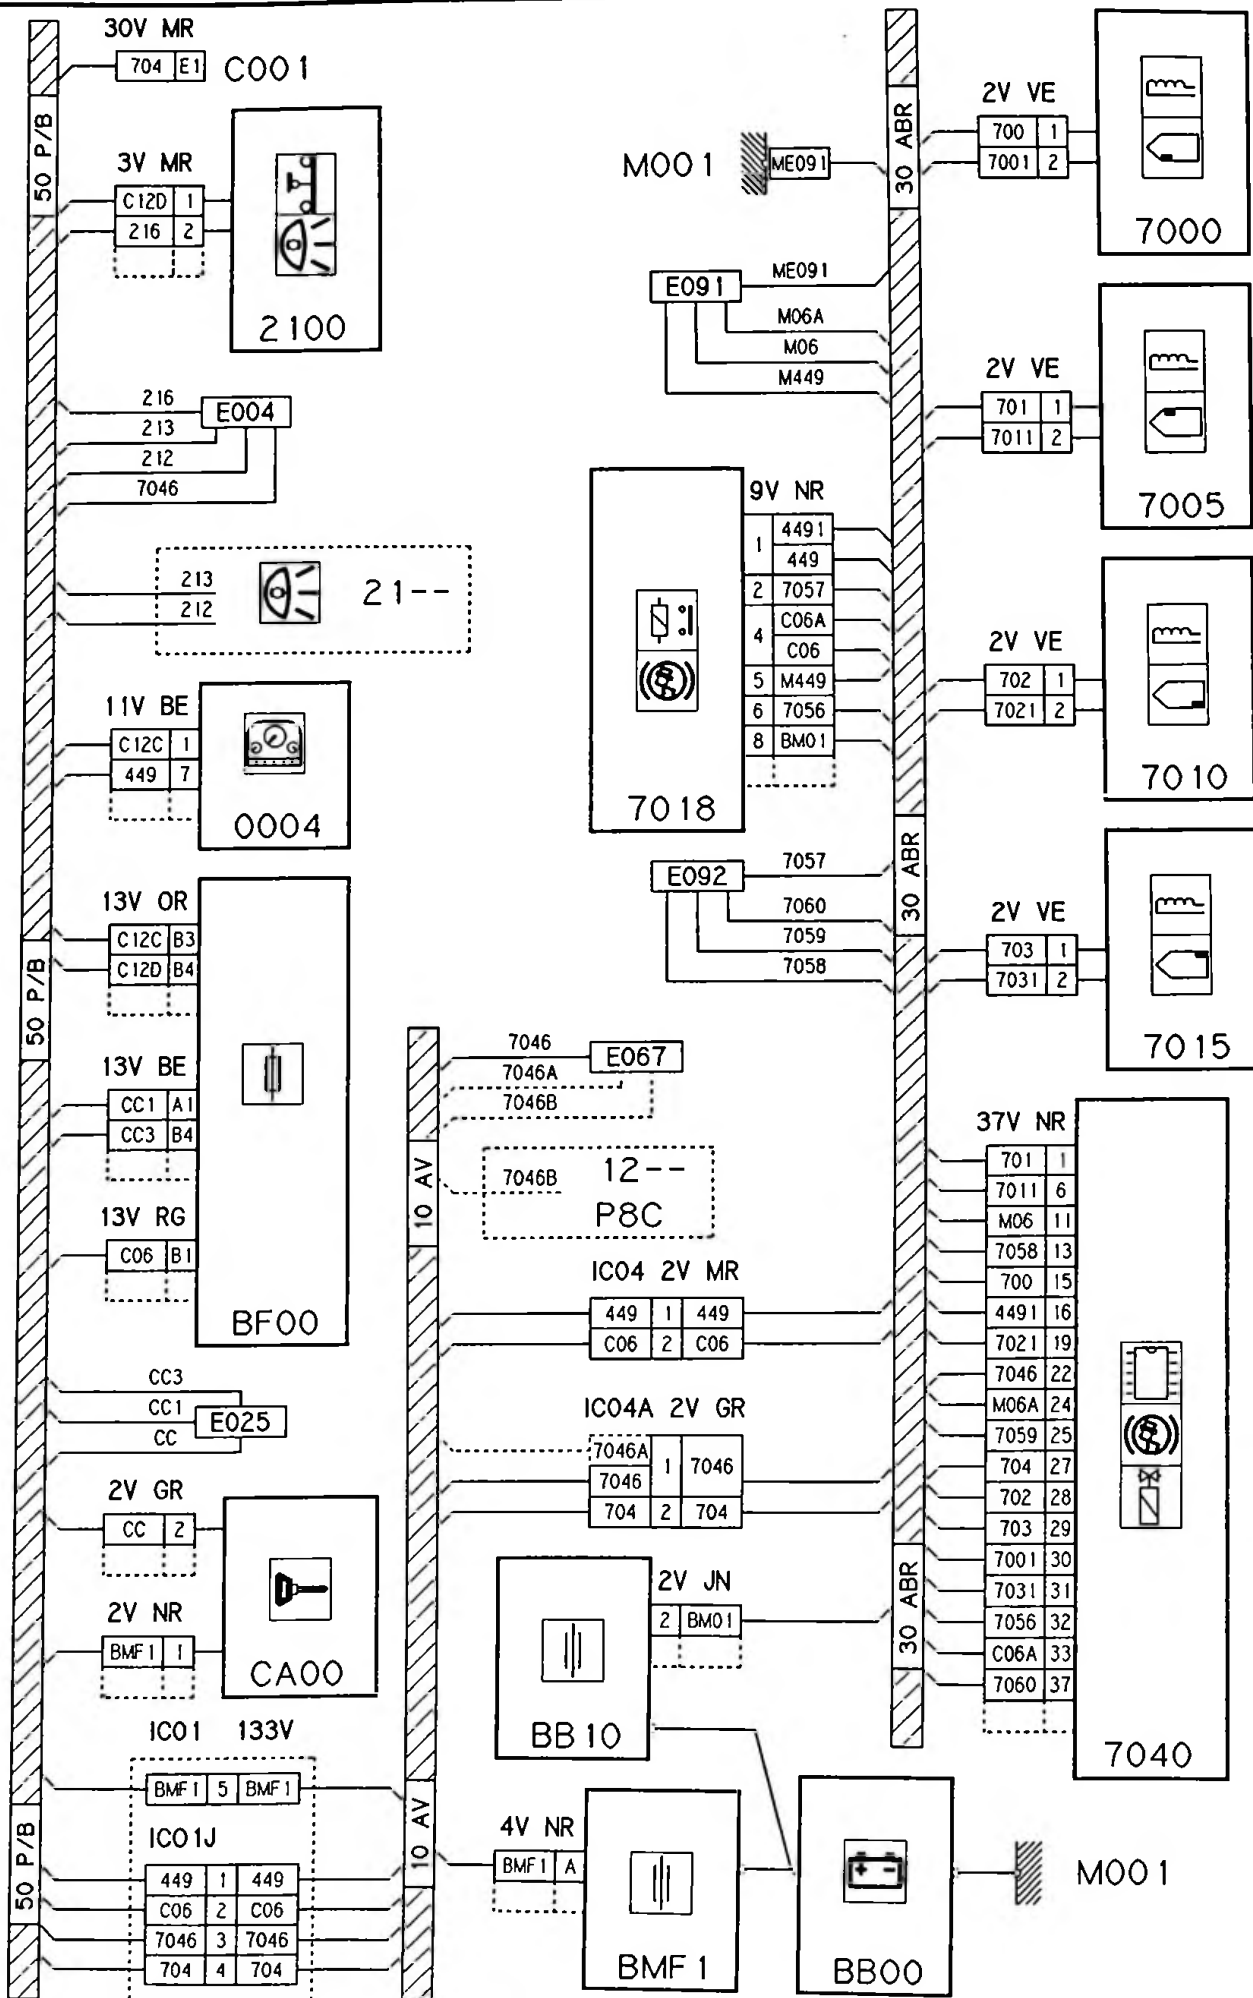 30V MR
704 E1 C001
50 P/B
3V MR
C12D 1
216 2
2100
216
E004
213
212
7046
213
212
21--
11V BE
C12C 1
449 7
0004
13V OR
C12C B3
C12D B4
50 P/B
13V BE
CC1 A1
CC3 B4
13V RG
C06 B1
BF00
CC3
CC1
E025
CC
2V GR
CC 2
2V NR
BMF1 1
CA00
IC01 133V
BMF1 5 BMF1
IC01J
50 P/B
449 1 449
C06 2 C06
7046 3 7046
704 4 704
M001
ME091
30 ABR
E091
ME091
M06A
M06
M449
9V NR
1 4491
449
2 7057
4 C06A
C06
5 M449
6 7056
8 BM01
7018
E092
7057
7060
7059
7058
30 ABR
7046
E067
7046A
7046B
10 AV
7046B
12--
P8C
IC04 2V MR
449 1 449
C06 2 C06
IC04A 2V GR
7046A
7046 1 7046
704 2 704
2V JN
2 BM01
BB10
30 ABR
10 AV
4V NR
BMF1 A
BMF1
BB00
M001
2V VE
700 1
7001 2
7000
2V VE
701 1
7011 2
7005
2V VE
702 1
7021 2
7010
2V VE
703 1
7031 2
7015
37V NR
701 1
7011 6
M06 11
7058 13
700 15
4491 16
7021 19
7046 22
M06A 24
7059 25
704 27
702 28
703 29
7001 30
7031 31
7056 32
C06A 33
7060 37
7040